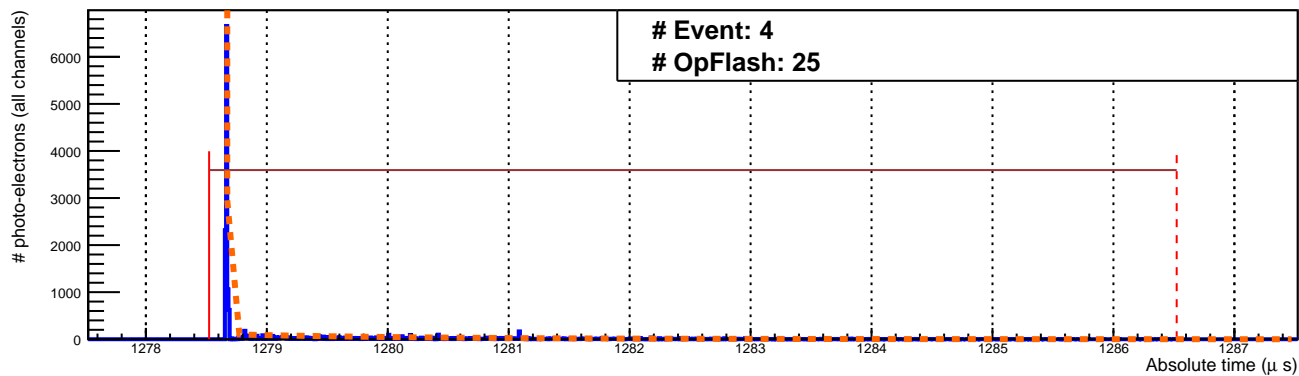 # Event: 4
# OpFlash: 25
# photo-electrons (all channels)
6000
5000
4000
3000
2000
1000
0
1278 1279 1280 1281 1282 1283 1284 1285 1286 1287
Absolute time (μ s)